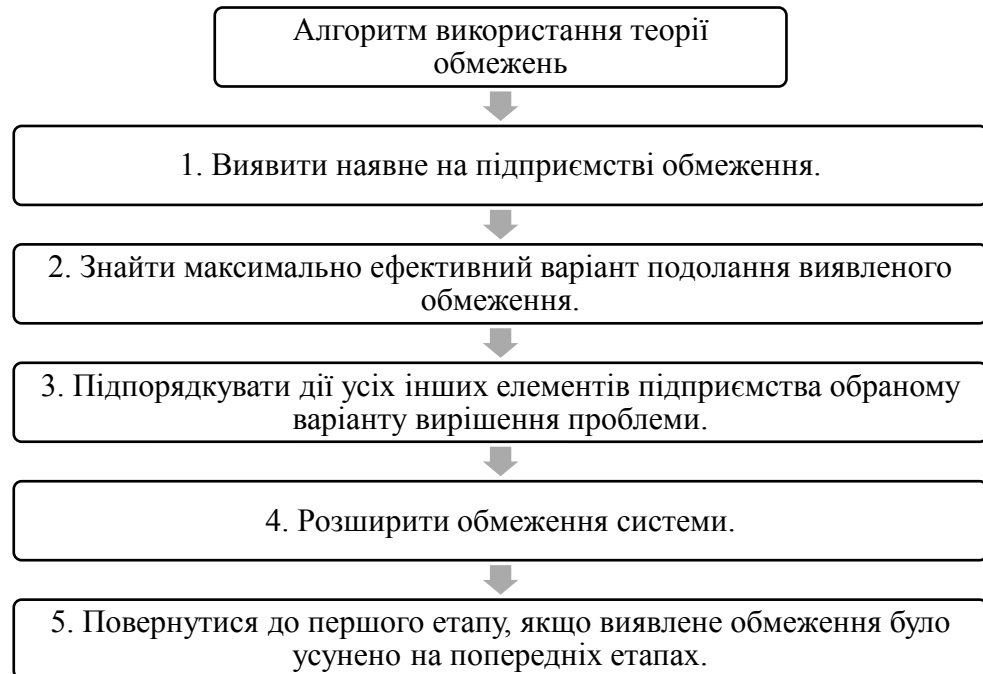 Алгоритм використання теорії
обмежень
1. Виявити наявне на підприємстві обмеження.
2. Знайти максимально ефективний варіант подолання виявленого
обмеження.
3. Підпорядкувати дії усіх інших елементів підприємства обраному
варіанту вирішення проблеми.
4. Розширити обмеження системи.
5. Повернутися до першого етапу, якщо виявлене обмеження було
усунено на попередніх етапах.